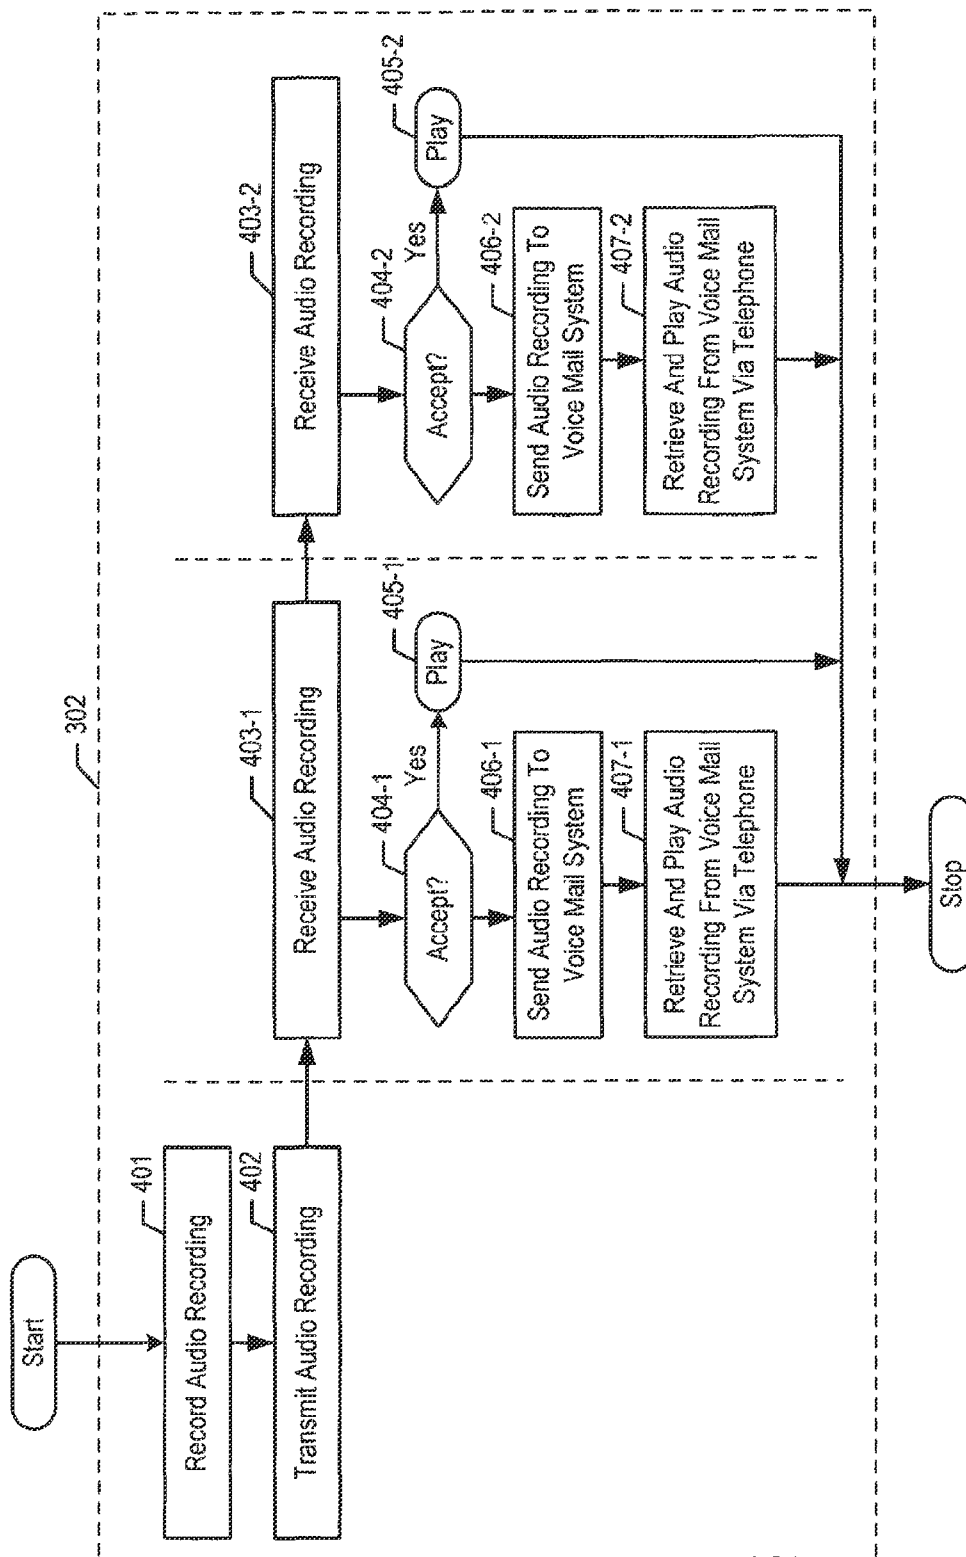 Start
302
401
Record Audio Recording
402
Transmit Audio Recording
403-1
Receive Audio Recording
404-1
Accept?
Yes
405-1
Play
406-1
Send Audio Recording To
Voice Mail System
407-1
Retrieve And Play Audio
Recording From Voice Mail
System Via Telephone
403-2
Receive Audio Recording
404-2
Accept?
Yes
405-2
Play
406-2
Send Audio Recording To
Voice Mail System
407-2
Retrieve And Play Audio
Recording From Voice Mail
System Via Telephone
Stop